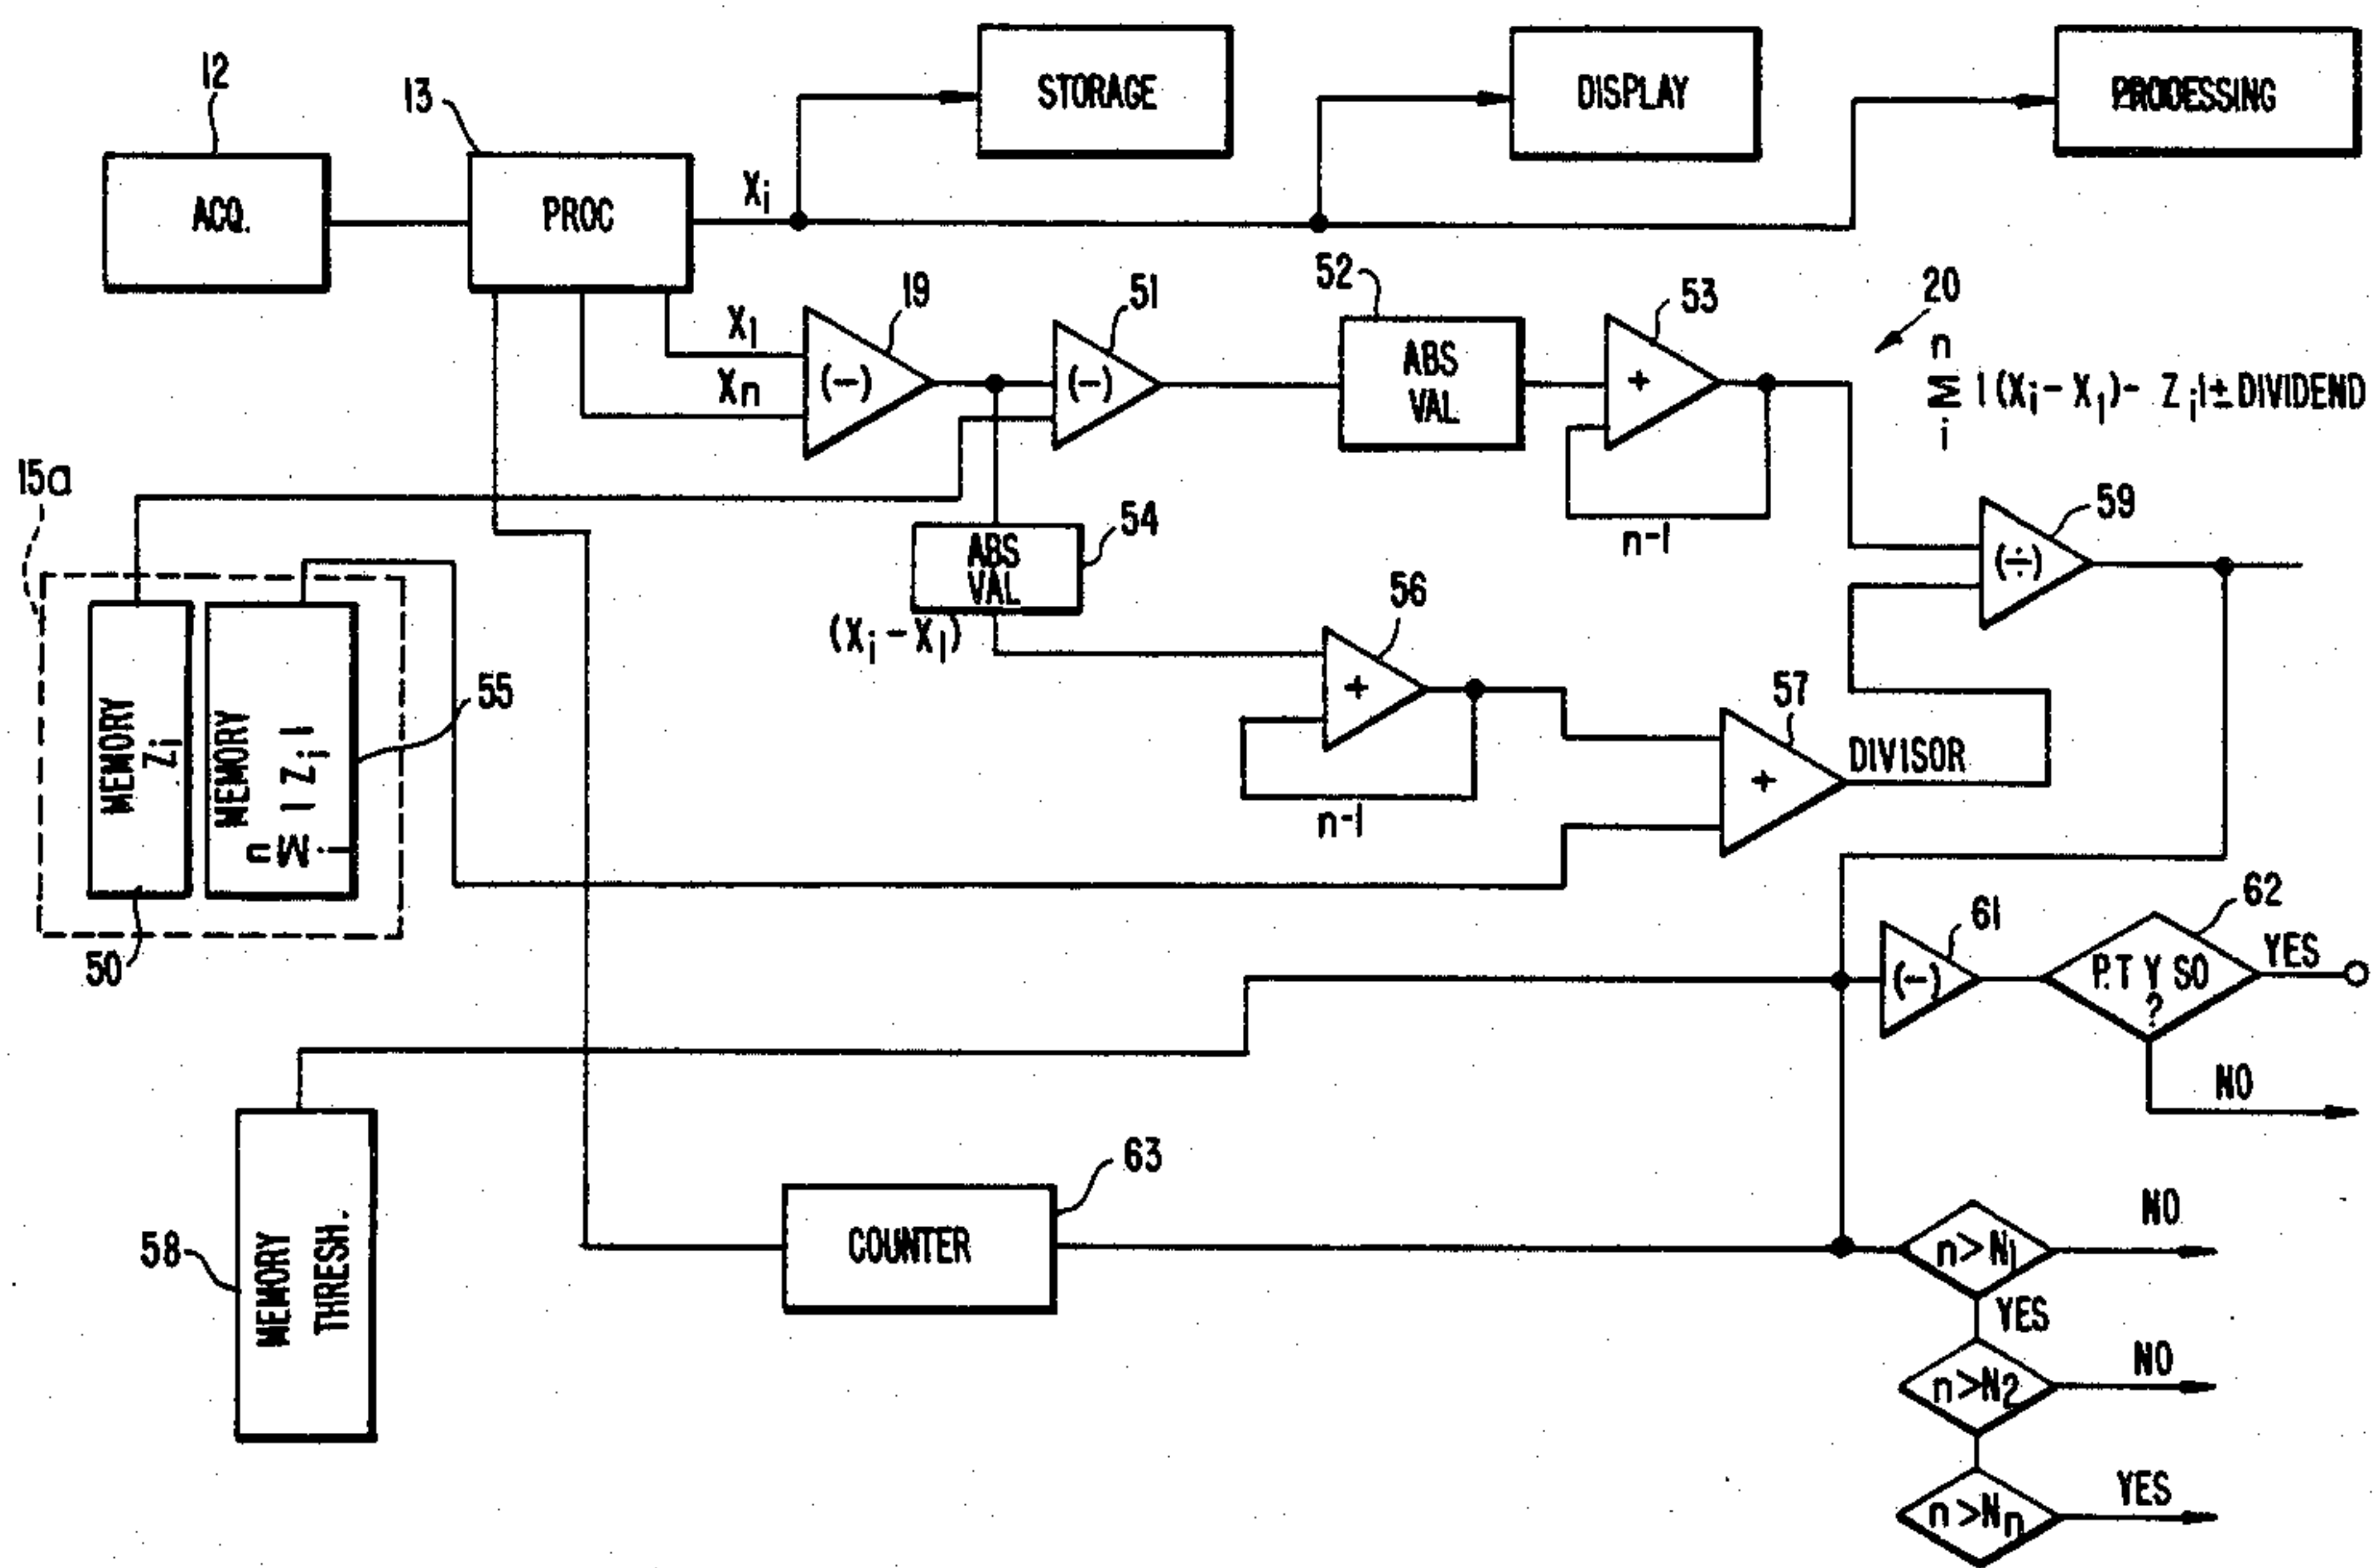 12
ACQ.
13
PROC
Xi
STORAGE
DISPLAY
PROCESSING
X1
Xn
19
(-)
51
(-)
52
ABS
VAL
53
+
n-1
20
n
Σ |(Xi - X1) - Zi| ± DIVIDEND
i
15a
MEMORY
Zi
50
MEMORY
n
Σ |Zi|
i
55
54
ABS
VAL
(Xi - X1)
56
+
n-1
57
+
DIVISOR
59
(÷)
61
(-)
62
P.T Y SO
?
YES
NO
58
MEMORY
THRESH.
63
COUNTER
n>N1
NO
YES
n>N2
NO
n>Nn
YES